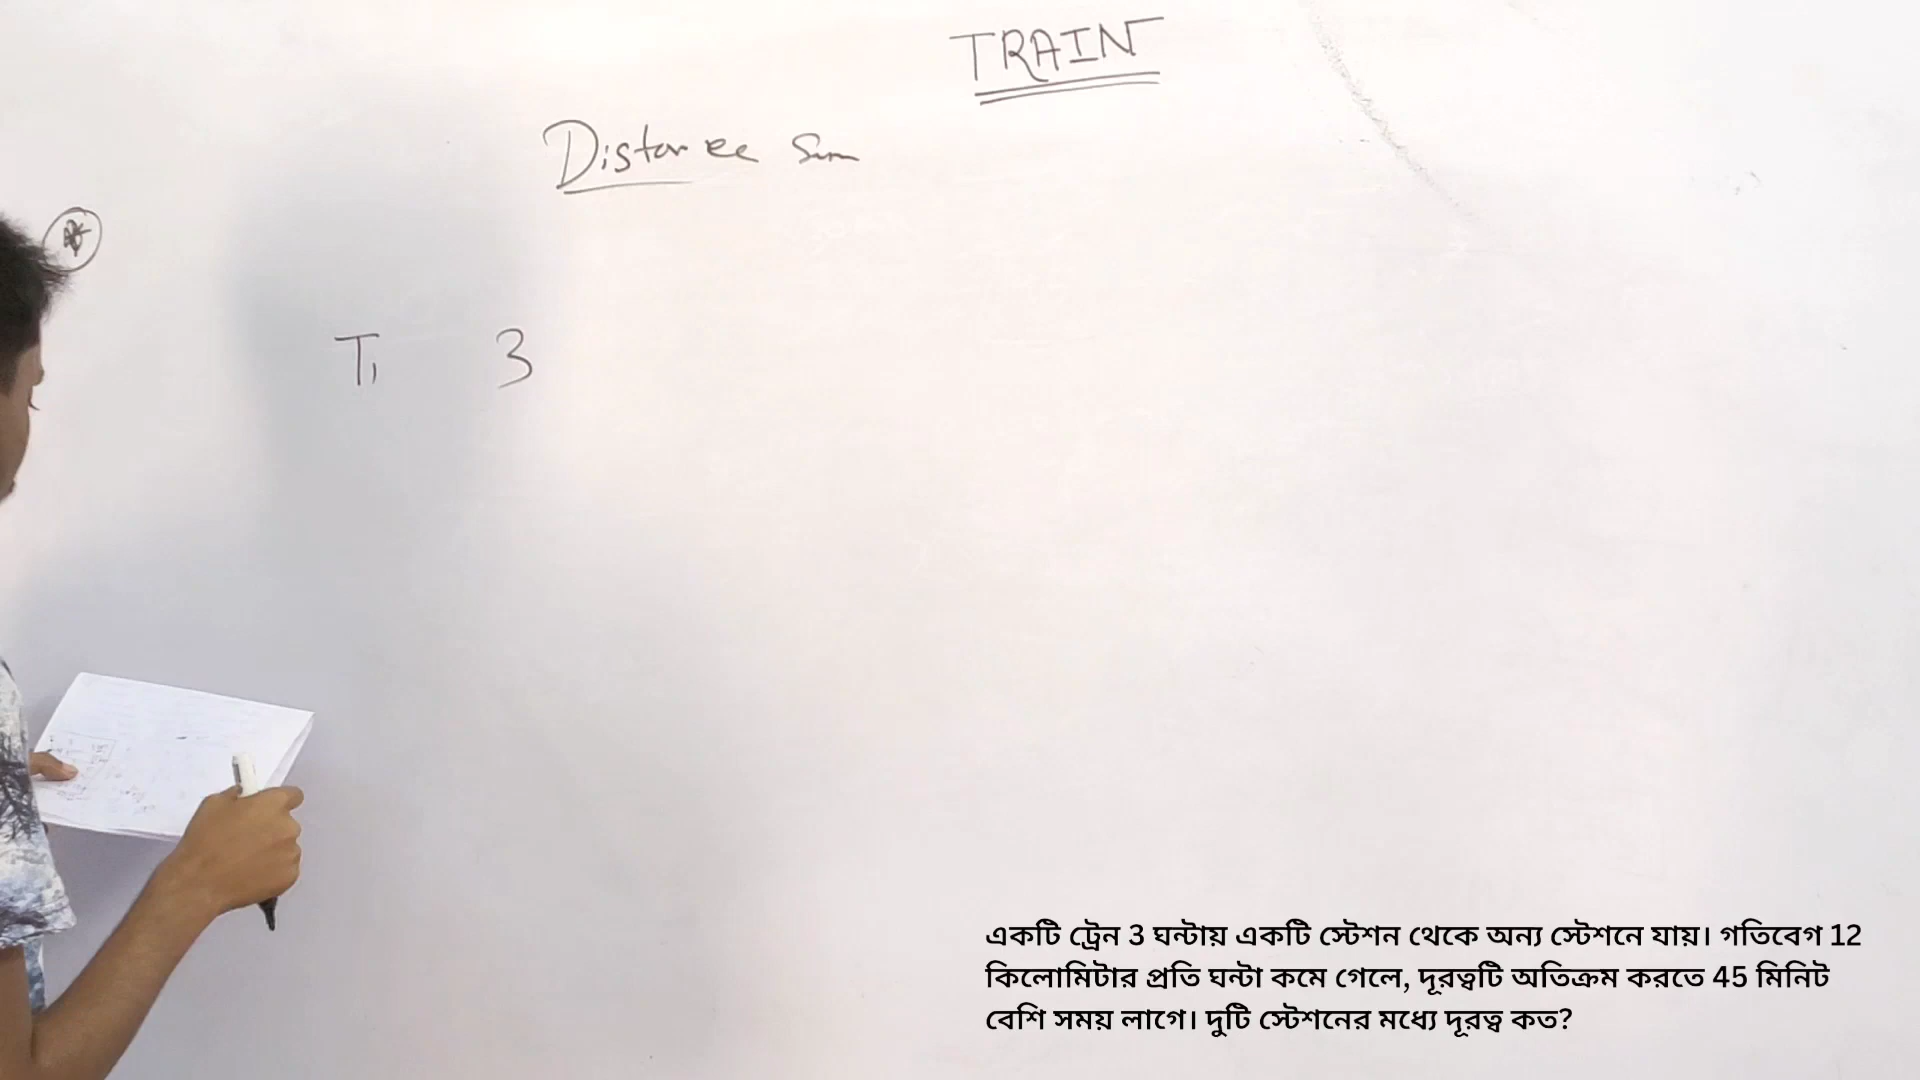 TRAIN
Distance Sum
T1 3
একটি ট্রেন 3 ঘন্টায় একটি স্টেশন থেকে অন্য স্টেশনে যায়। গতিবেগ 12
কিলোমিটার প্রতি ঘন্টা কমে গেলে, দূরত্বটি অতিক্রম করতে 45 মিনিট
বেশি সময় লাগে। দুটি স্টেশনের মধ্যে দূরত্ব কত?